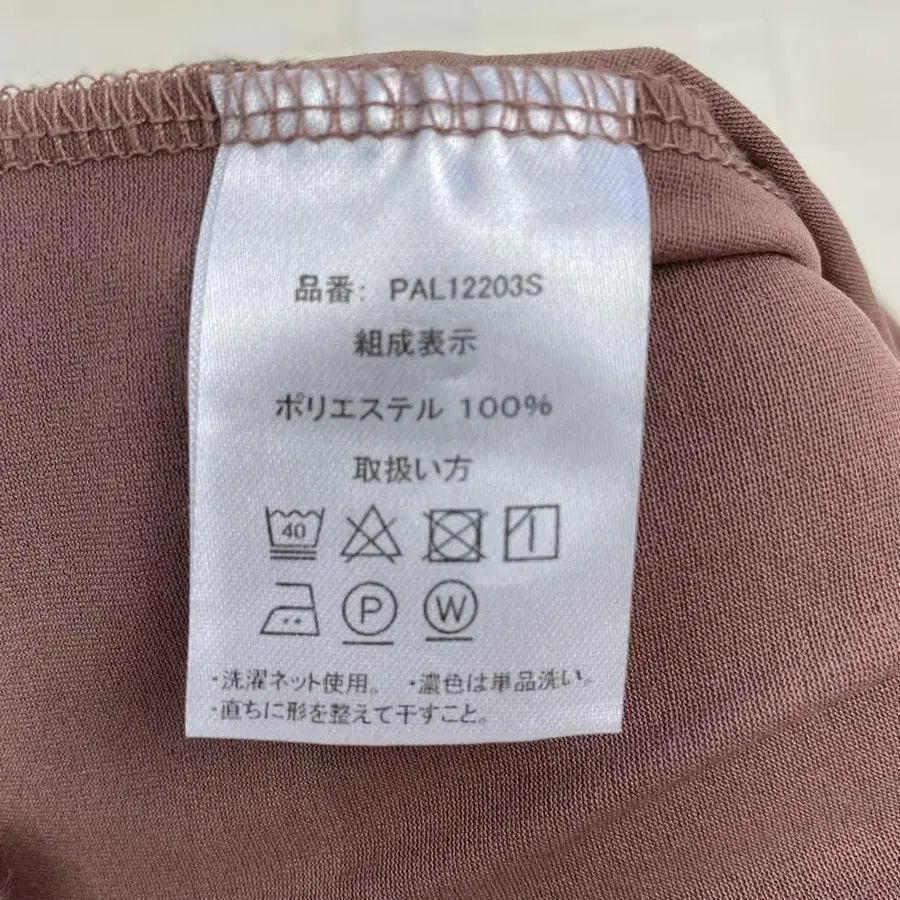 品番: PAL12203S
組成表示
ポリエステル 100%
取扱い方
40
P W
・洗濯ネット使用。 ・濃色は単品洗い。
・直ちに形を整えて干すこと。